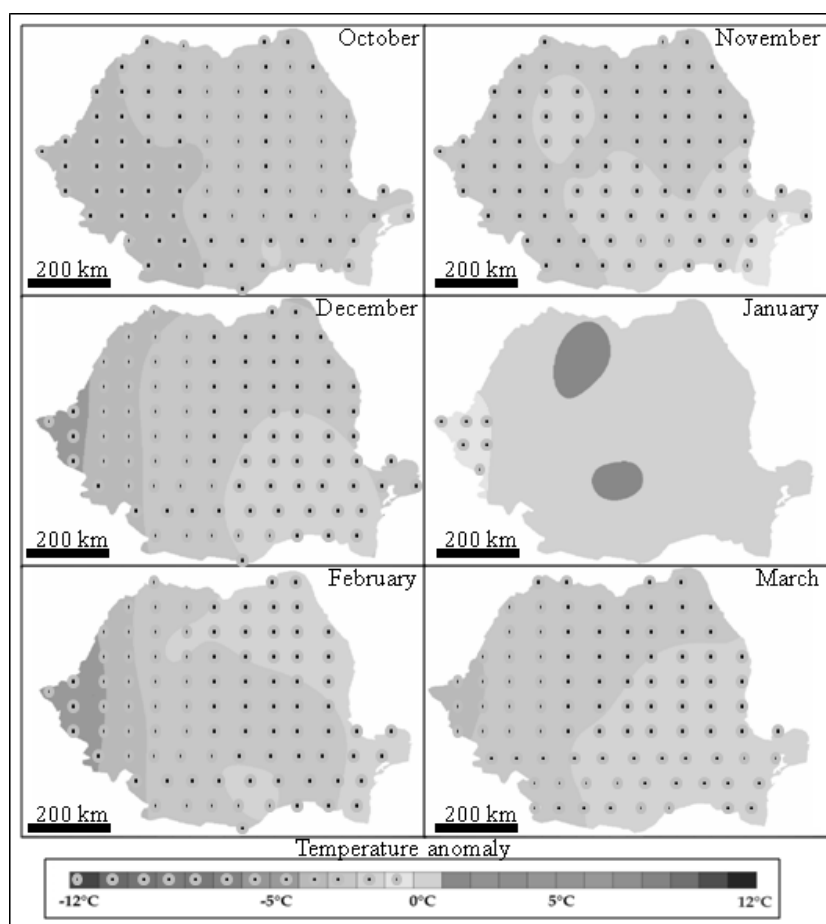 October
November
200 km
200 km
December
January
200 km
200 km
February
March
200 km
200 km
Temperature anomaly
-12°C -5°C 0°C 5°C 12°C